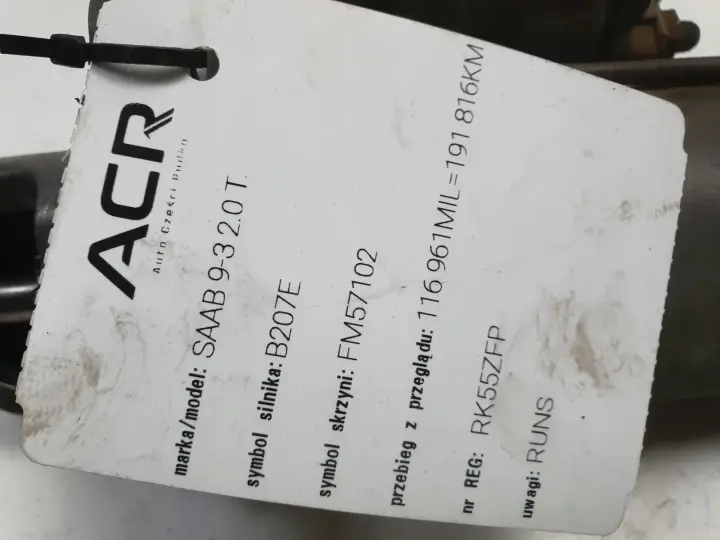 ACR
Auto Części Rudka
marka/model: SAAB 9-3 2.0 T.
symbol silnika: B207E
symbol skrzyni: FM57102
przebieg z przeglądu: 116 961MIL=191 816KM
nr REG: RK55ZFP
uwagi: RUNS